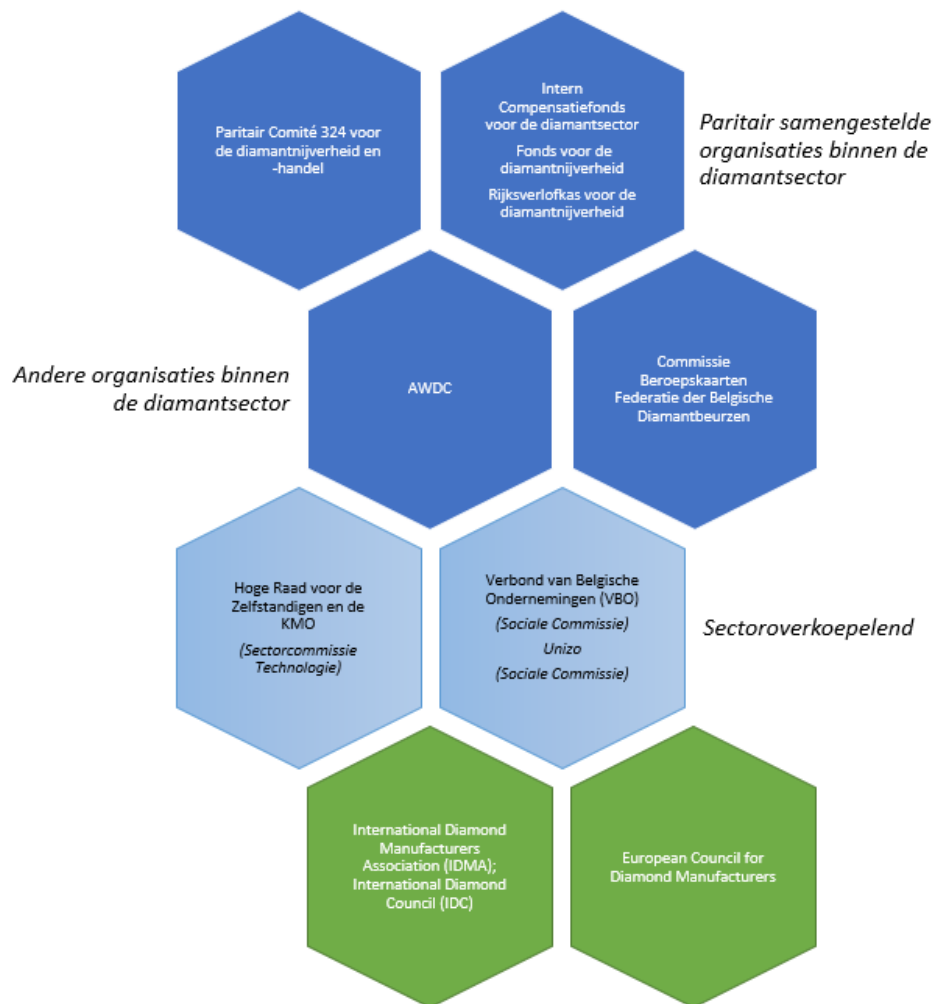 Paritair Comité 324 voor
de diamantnijverheid en
-handel
Intern
Compensatiefonds
voor de diamantsector
Fonds voor de
diamantnijverheid
Rijksverlofkas voor de
diamantnijverheid
Paritair samengestelde
organisaties binnen de
diamantsector
Andere organisaties binnen
de diamantsector
AWDC
Commissie
Beroepskaarten
Federatie der Belgische
Diamantbeurzen
Hoge Raad voor de
Zelfstandigen en de
KMO
(Sectorcommissie
Technologie)
Verbond van Belgische
Ondernemingen (VBO)
(Sociale Commissie)
Unizo
(Sociale Commissie)
Sectoroverkoepelend
International Diamond
Manufacturers
Association (IDMA);
International Diamond
Council (IDC)
European Council for
Diamond Manufacturers